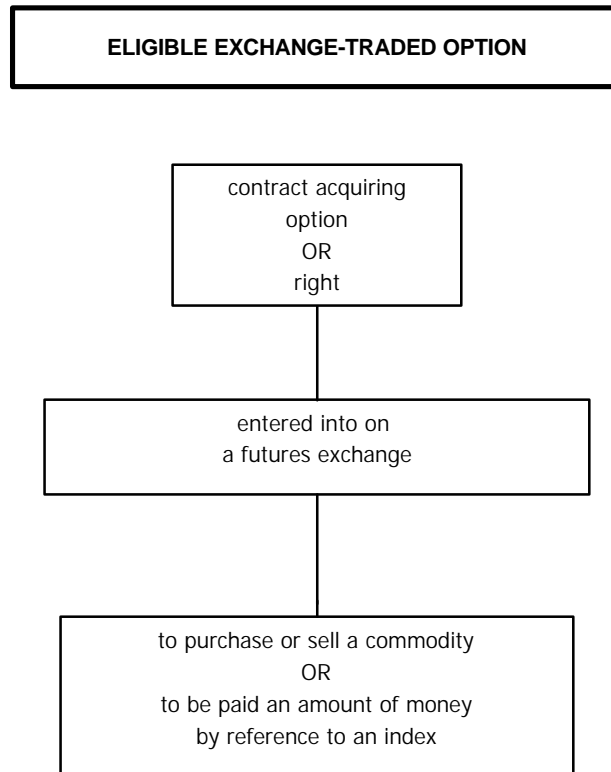 ELIGIBLE EXCHANGE-TRADED OPTION
contract acquiring
option
OR
right
entered into on
a futures exchange
to purchase or sell a commodity
OR
to be paid an amount of money
by reference to an index